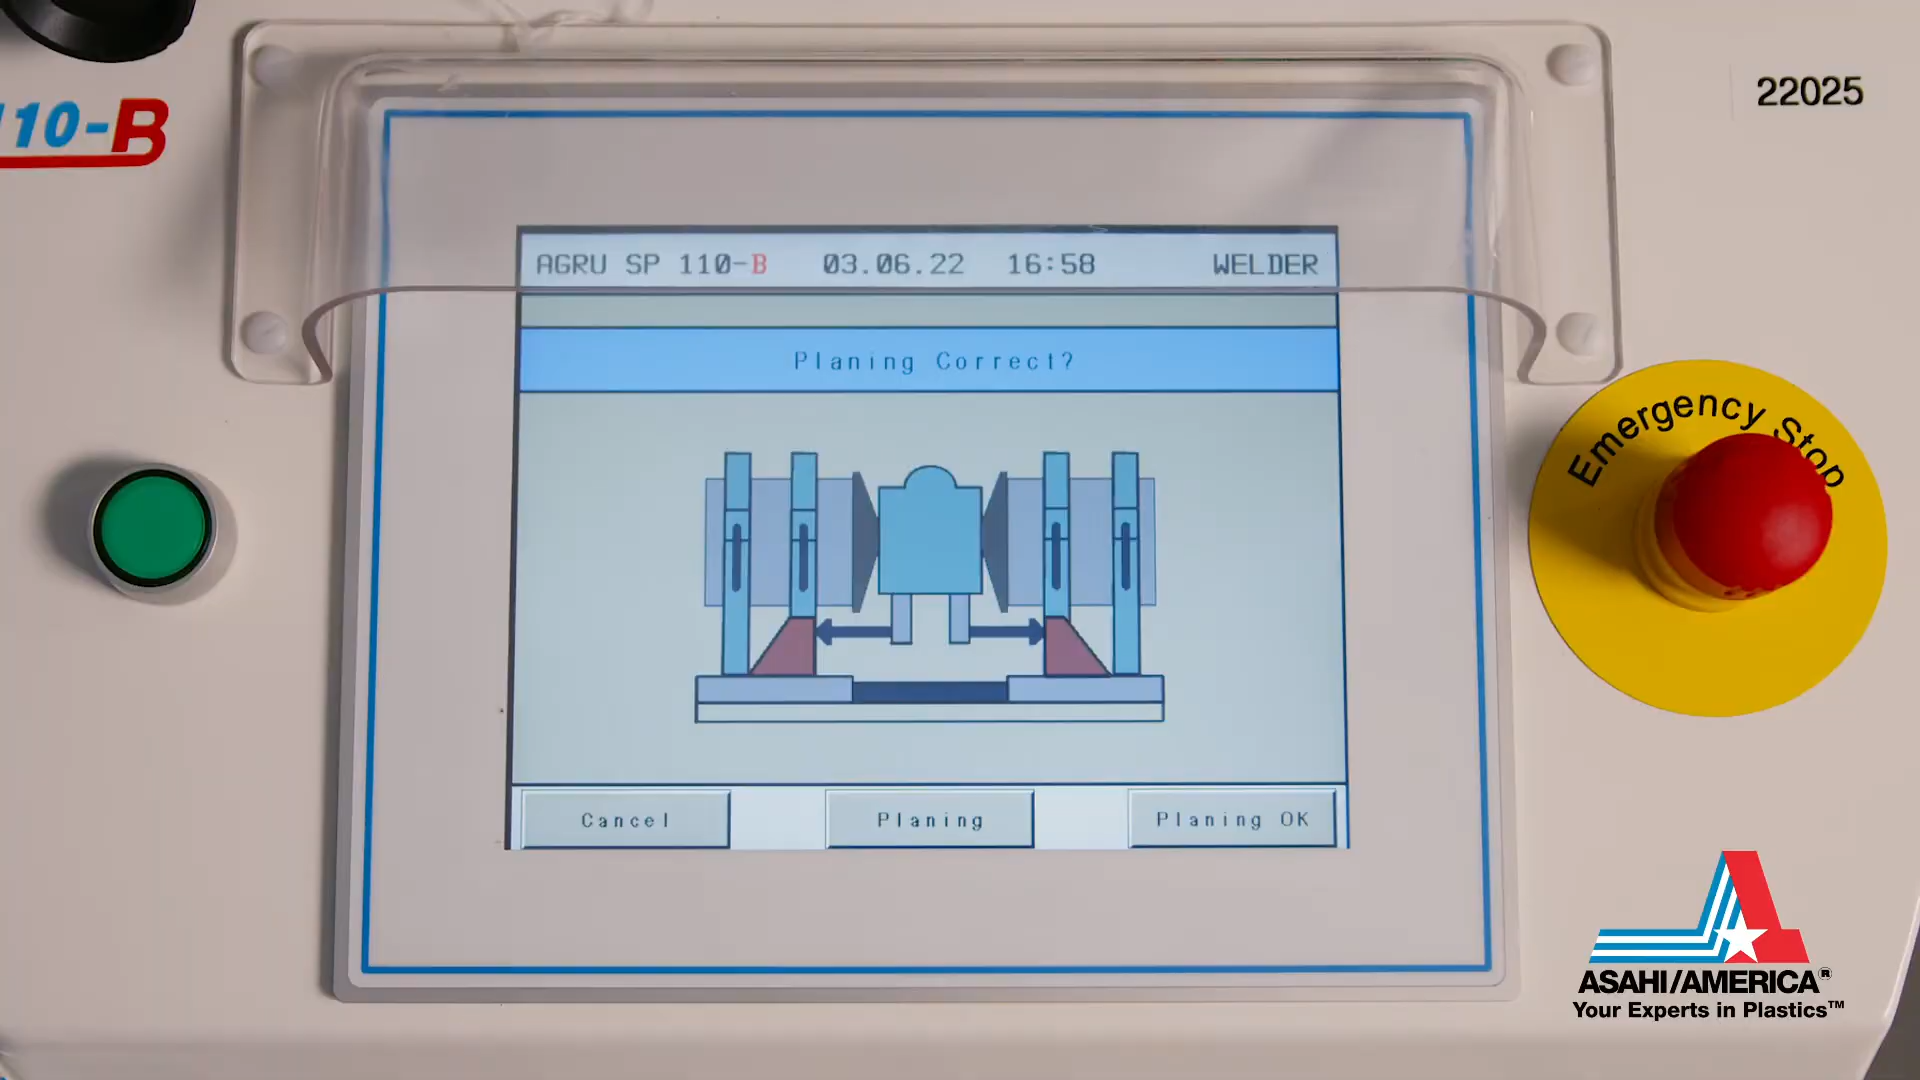 110-B
22025
AGRU SP 110-B 03.06.22 16:58 WELDER
Planing Correct?
Emergency Stop
Cancel Planing Planing OK
ASAHI/AMERICA®
Your Experts in Plastics™